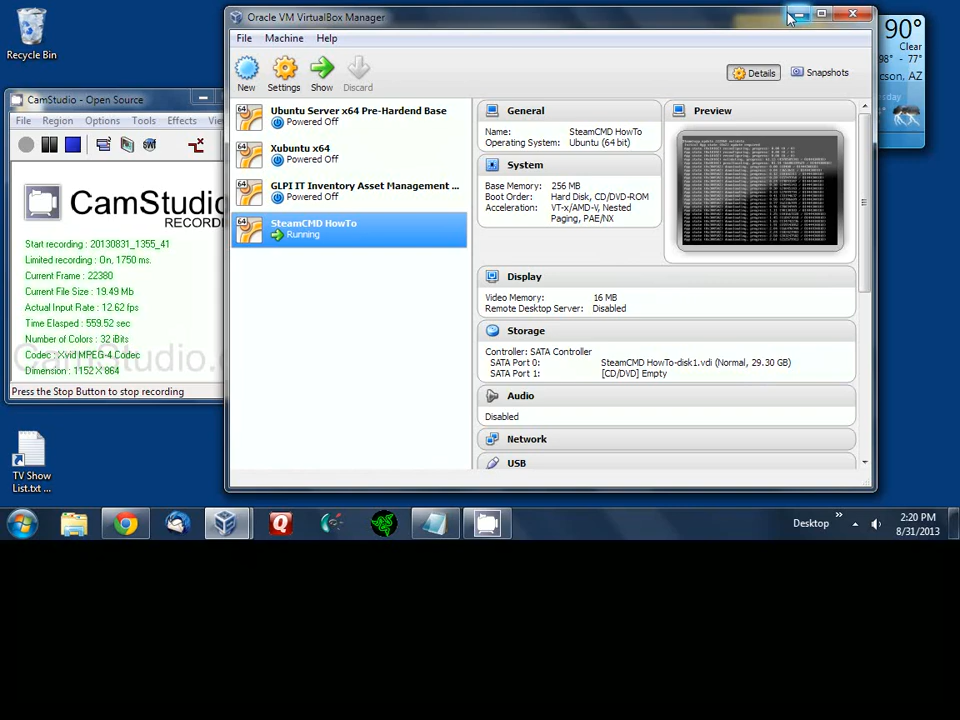 Recycle Bin
CamStudio - Open Source
File Region Options Tools Effects
CamStudio
RECORDI
Start recording : 20130831_1355_41
Limited recording : On, 1750 ms.
Current Frame : 22380
Current File Size : 19.49 Mb
Actual Input Rate : 12.62 fps
Time Elasped : 559.52 sec
Number of Colors : 32 iBits
Codec : Xvid MPEG-4 Codec
Dimension : 1152 X 864
CamStudio.
Press the Stop Button to stop recording
TV Show
List.txt ...
Oracle VM VirtualBox Manager
File Machine Help
New Settings Show Discard
Details Snapshots
Ubuntu Server x64 Pre-Hardend Base
Powered Off
Xubuntu x64
Powered Off
GLPI IT Inventory Asset Management ...
Powered Off
SteamCMD HowTo
Running
General
Name: SteamCMD HowTo
Operating System: Ubuntu (64 bit)
System
Base Memory: 256 MB
Boot Order: Hard Disk, CD/DVD-ROM
Acceleration: VT-x/AMD-V, Nested
Paging, PAE/NX
Preview
Display
Video Memory: 16 MB
Remote Desktop Server: Disabled
Storage
Controller: SATA Controller
SATA Port 0: SteamCMD HowTo-disk1.vdi (Normal, 29.30 GB)
SATA Port 1: [CD/DVD] Empty
Audio
Disabled
Network
USB
90°
Clear
98° - 77°
cson, AZ
Desktop
2:20 PM
8/31/2013